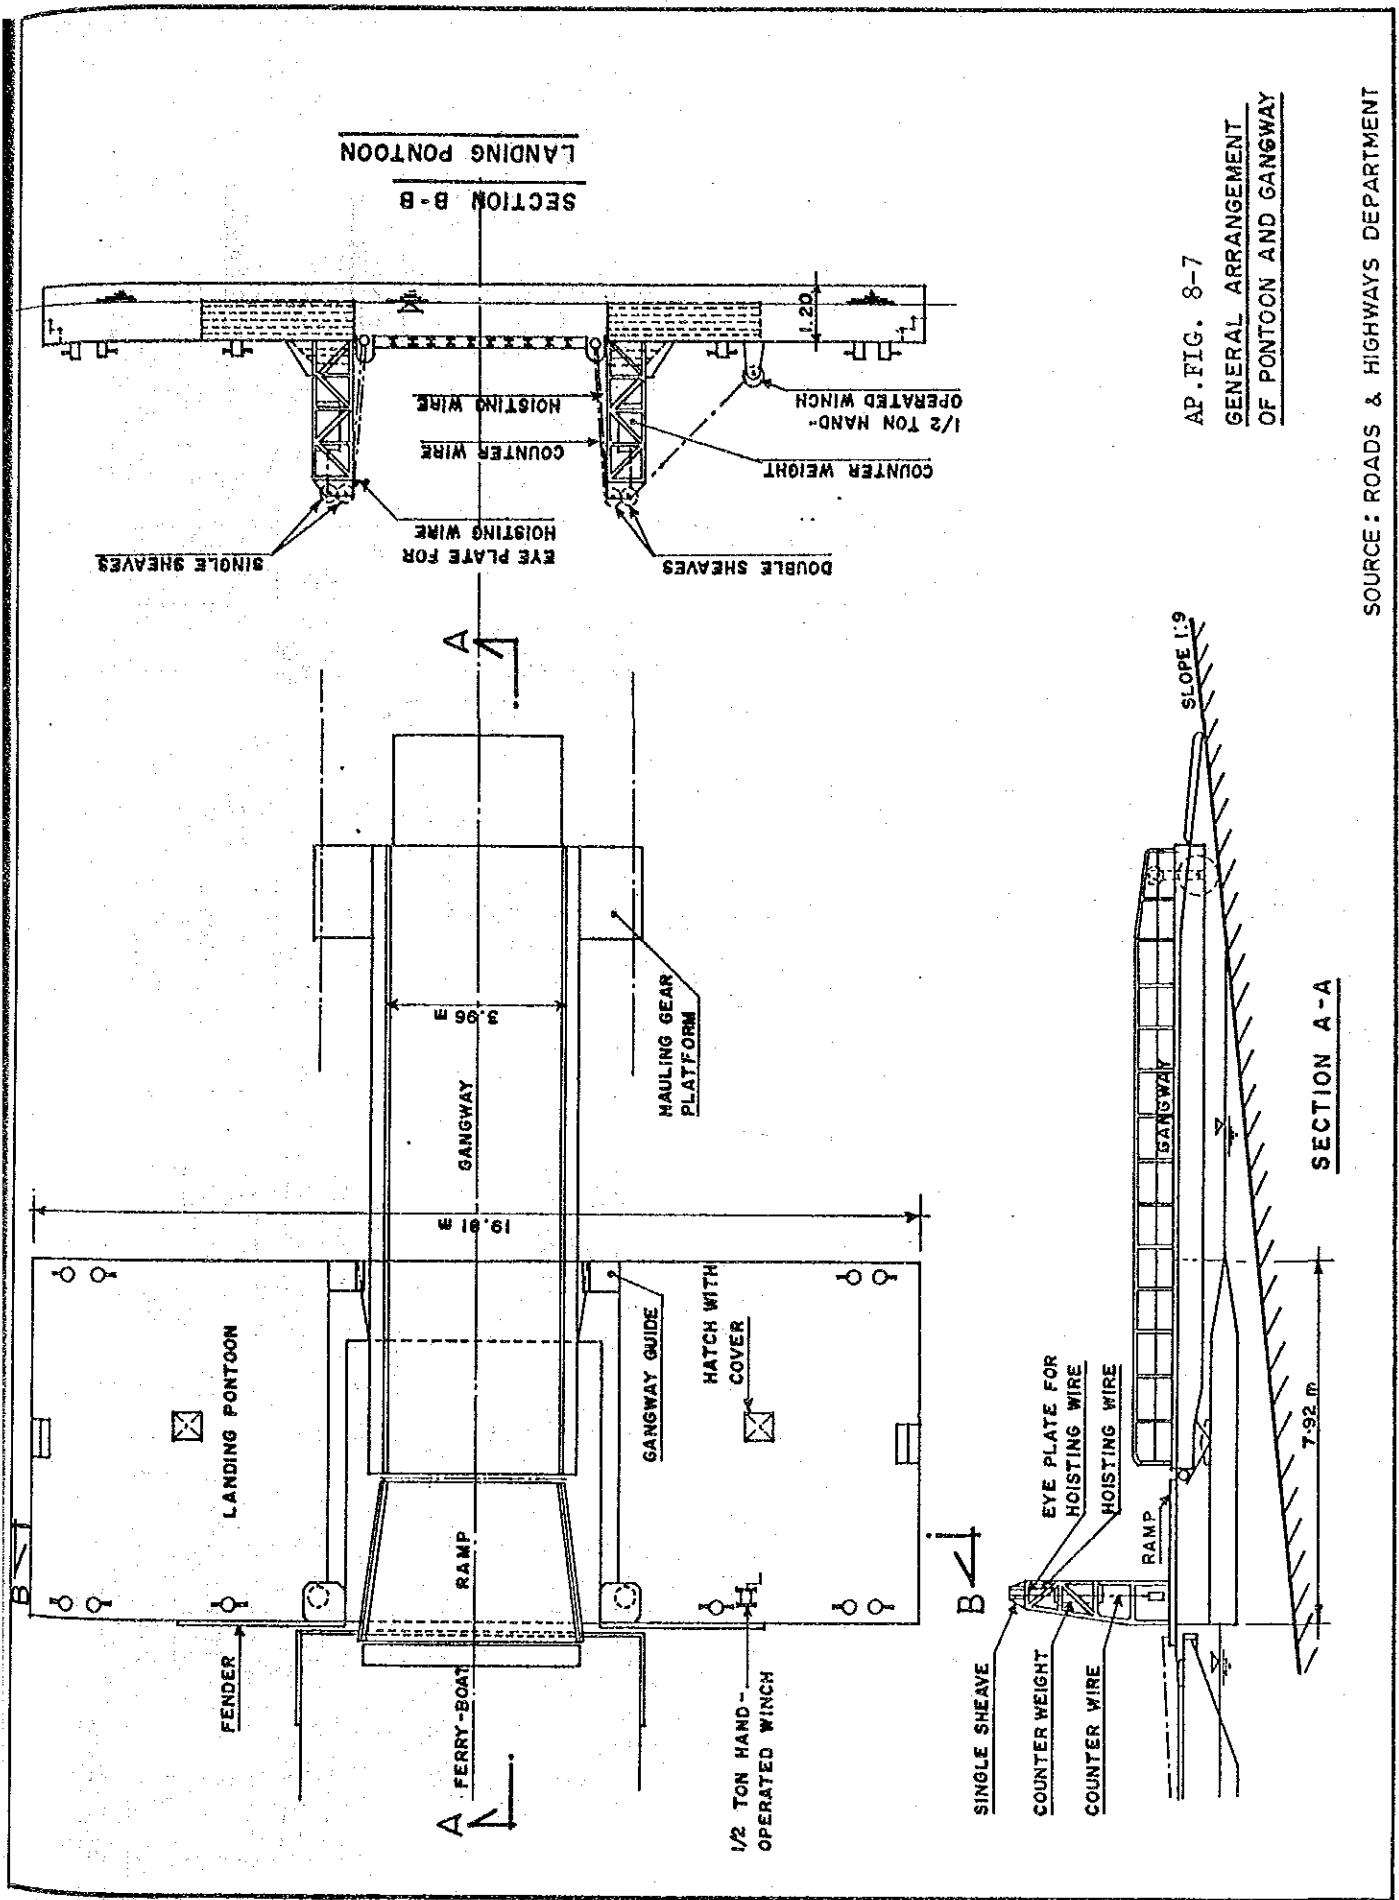 B
LANDING PONTOON
FENDER
FERRY-BOAT
RAMP
GANGWAY
3.96 m
19.81 m
A
A
HAULING GEAR
PLATFORM
GANGWAY GUIDE
HATCH WITH
COVER
1/2 TON HAND-
OPERATED WINCH
B
SECTION B-B
LANDING PONTOON
SINGLE SHEAVES
EYE PLATE FOR
HOISTING WIRE
COUNTER WIRE
HOISTING WIRE
DOUBLE SHEAVES
COUNTER WEIGHT
1/2 TON HAND-
OPERATED WINCH
1.20
SINGLE SHEAVE
COUNTER WEIGHT
COUNTER WIRE
EYE PLATE FOR
HOISTING WIRE
HOISTING WIRE
RAMP
GANGWAY
SLOPE 1:9
7.92 m
SECTION A-A
AP.FIG. 8-7
GENERAL ARRANGEMENT
OF PONTOON AND GANGWAY
SOURCE: ROADS & HIGHWAYS DEPARTMENT